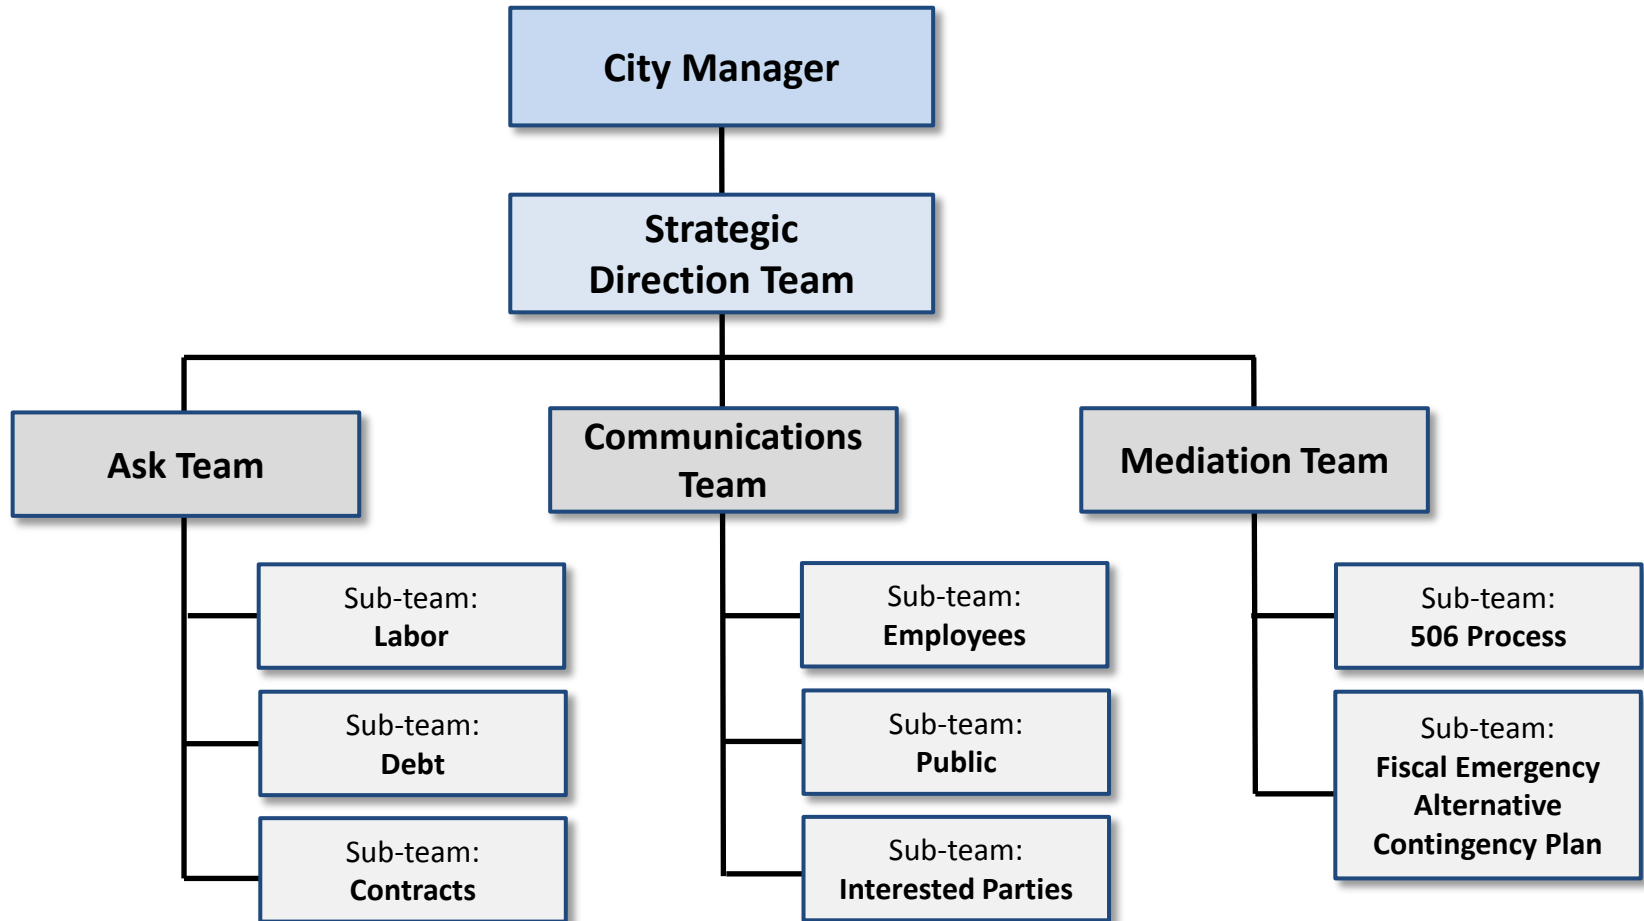 City Manager
Strategic
Direction Team
Ask Team
Communications
Team
Mediation Team
Sub-team:
Labor
Sub-team:
Debt
Sub-team:
Contracts
Sub-team:
Employees
Sub-team:
Public
Sub-team:
Interested Parties
Sub-team:
506 Process
Sub-team:
Fiscal Emergency
Alternative
Contingency Plan